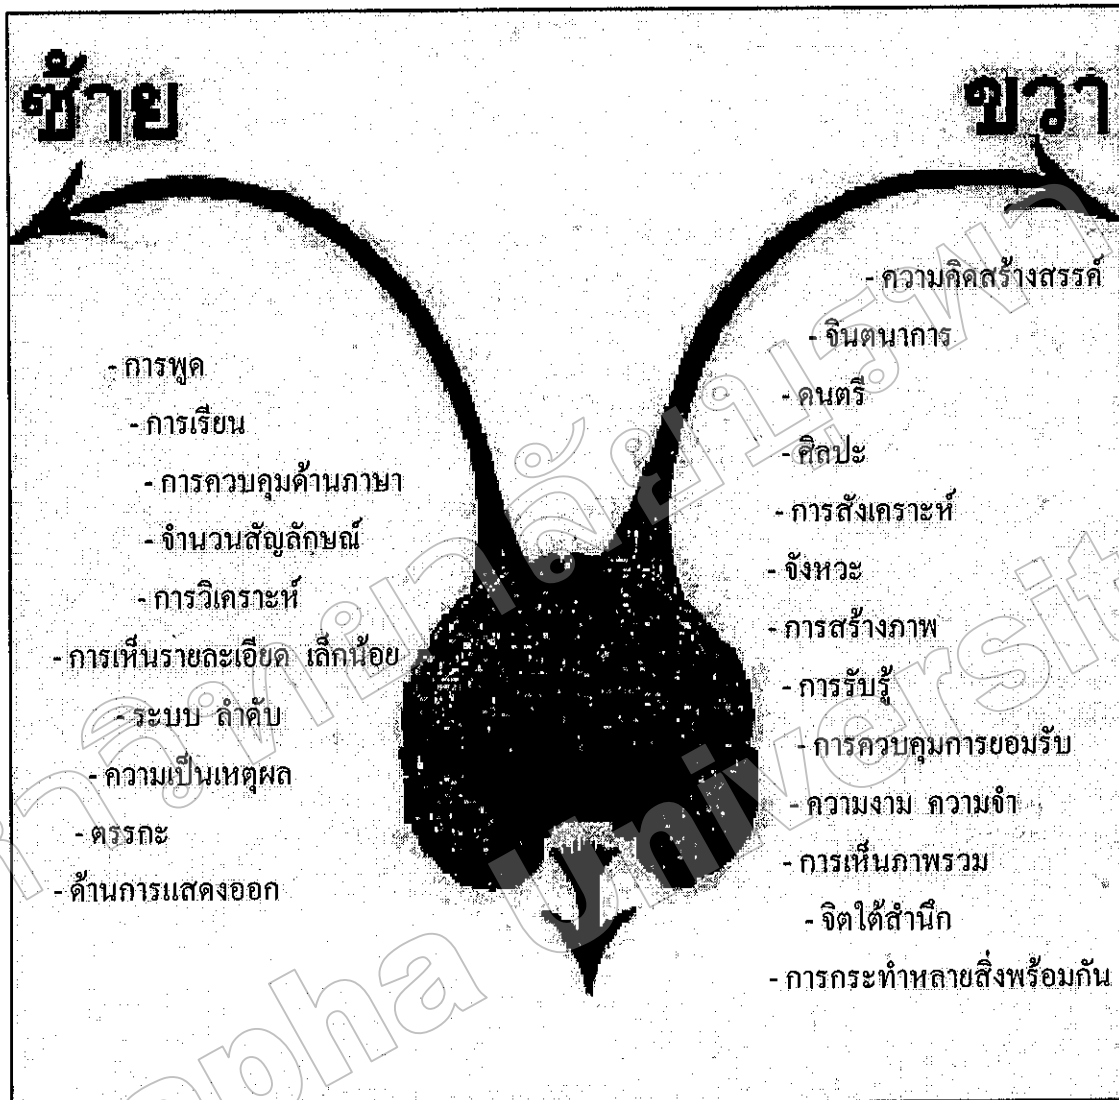 ซ้าย
ขวา
- การพูด
- การเรียน
- การควบคุมด้านภาษา
- จำนวนสัญลักษณ์
- การวิเคราะห์
- การเห็นรายละเอียด เล็กน้อย
- ระบบ ลำดับ
- ความเป็นเหตุผล
- ตรรกะ
- ด้านการแสดงออก
- ความคิดสร้างสรรค์
- จินตนาการ
- ดนตรี
- ศิลปะ
- การสังเคราะห์
- จังหวะ
- การสร้างภาพ
- การรับรู้
- การควบคุมการยอมรับ
- ความงาม ความจำ
- การเห็นภาพรวม
- จิตใต้สำนึก
- การกระทำหลายสิ่งพร้อมกัน